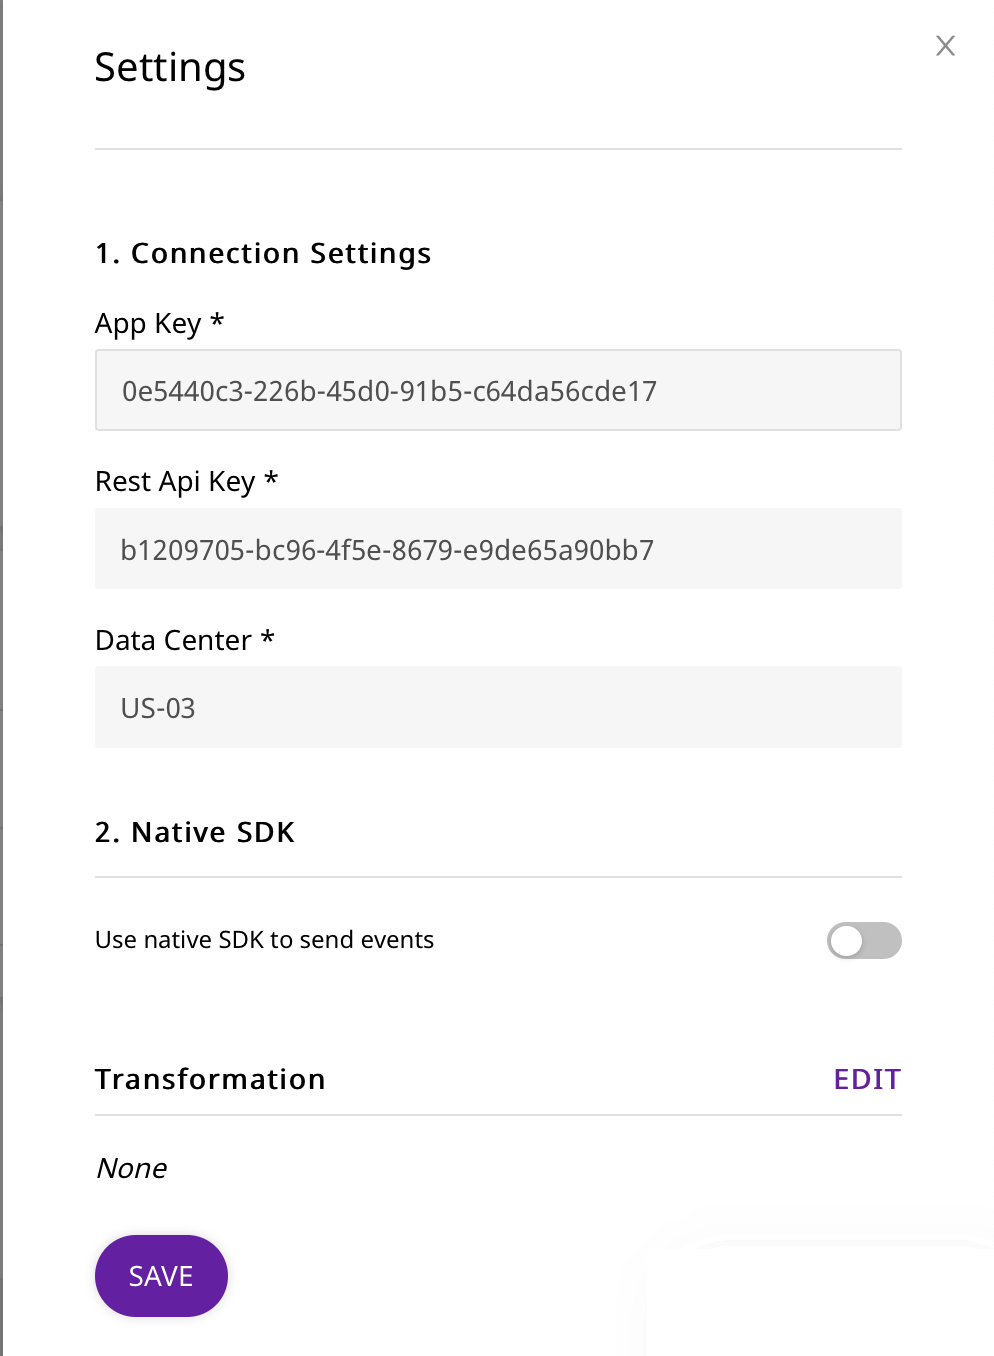 Settings
1. Connection Settings
App Key *
0e5440c3-226b-45d0-91b5-c64da56cde17
Rest Api Key *
b1209705-bc96-4f5e-8679-e9de65a90bb7
Data Center *
US-03
2. Native SDK
Use native SDK to send events
Transformation EDIT
None
SAVE